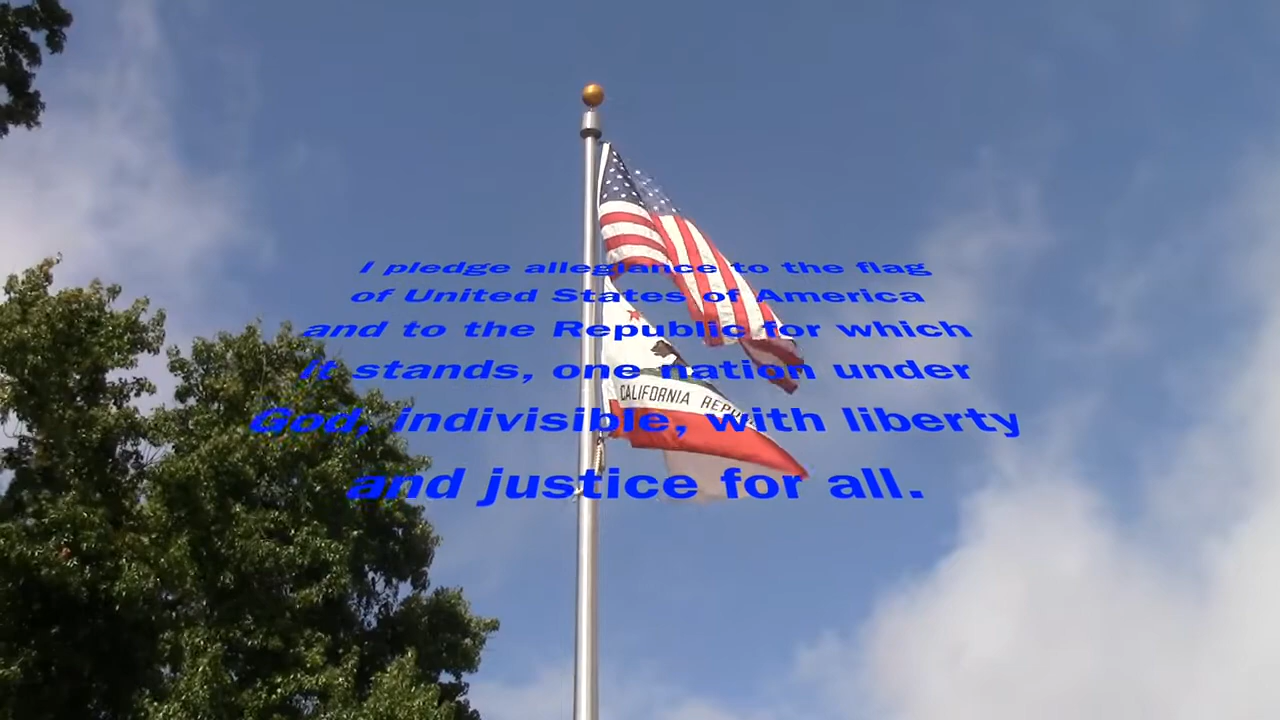 I pledge allegiance to the flag
of United States of America
and to the Republic for which
it stands, one nation under
God, indivisible, with liberty
and justice for all.
CALIFORNIA REPU